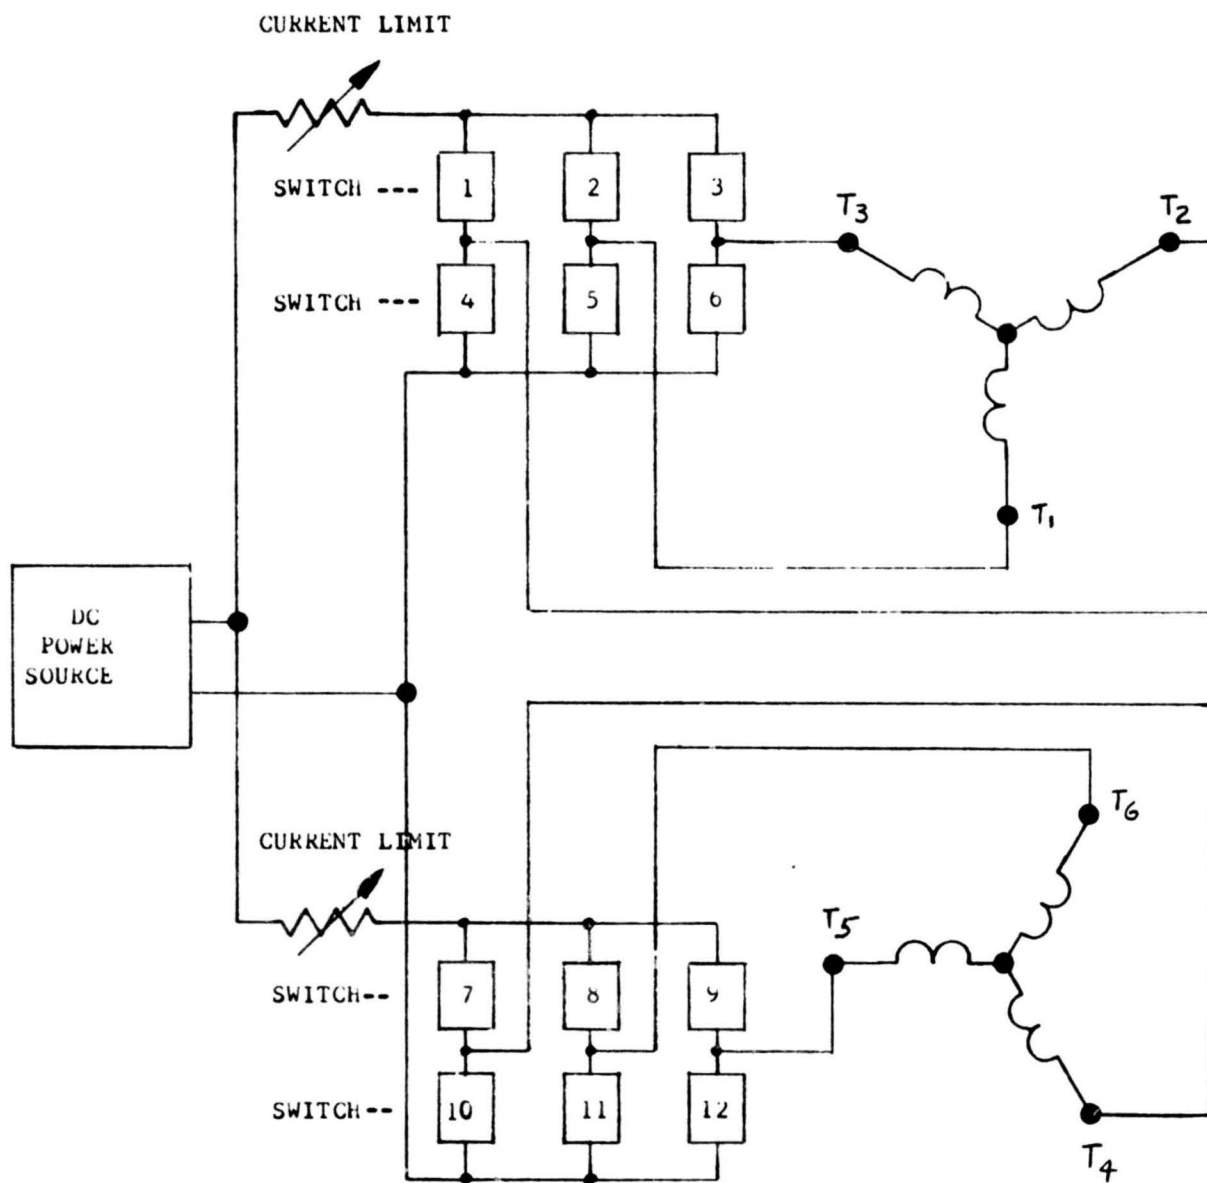 CURRENT LIMIT
SWITCH --- 1 2 3
T3 T2
SWITCH --- 4 5 6
T1
DC
POWER
SOURCE
T6
CURRENT LIMIT
T5
SWITCH-- 7 8 9
SWITCH-- 10 11 12
T4